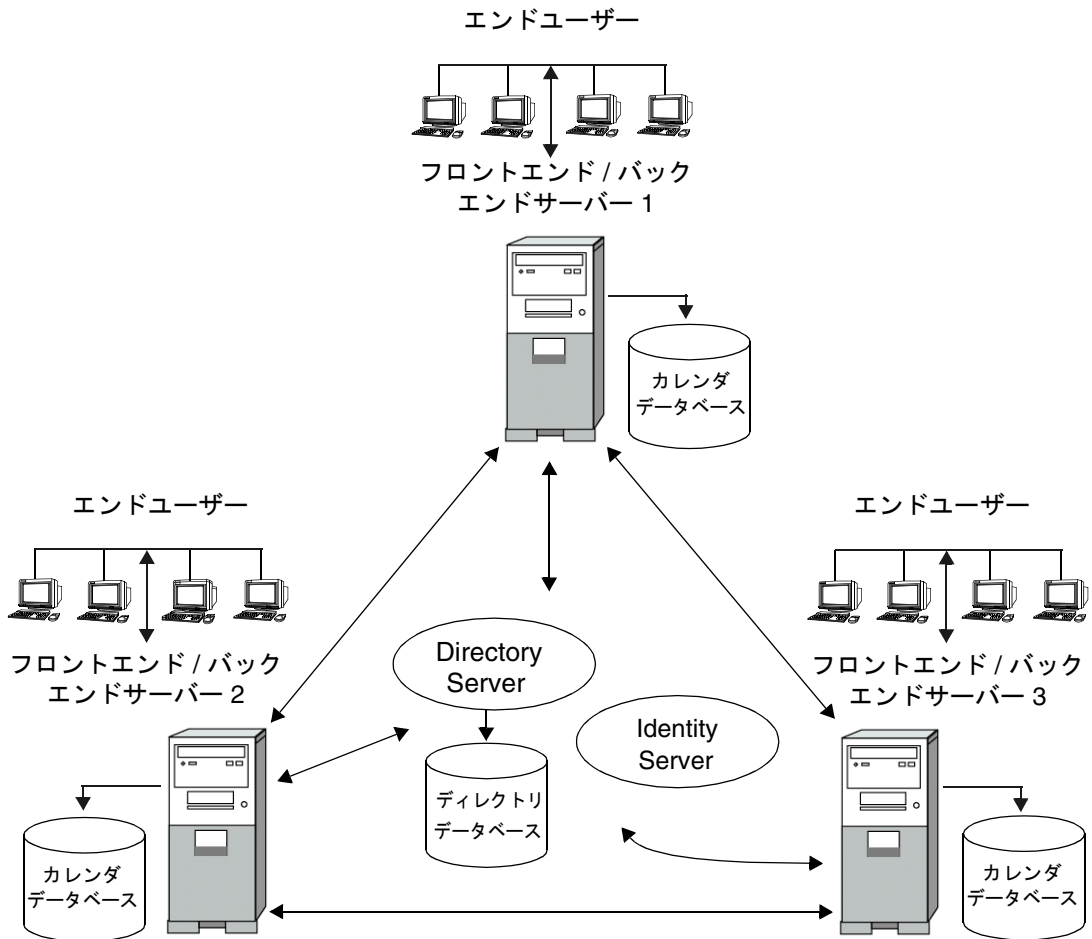 エンドユーザー
フロントエンド / バック
エンドサーバー 1
カレンダ
データベース
エンドユーザー
フロントエンド / バック
エンドサーバー 2
カレンダ
データベース
エンドユーザー
フロントエンド / バック
エンドサーバー 3
カレンダ
データベース
Directory
Server
ディレクトリ
データベース
Identity
Server